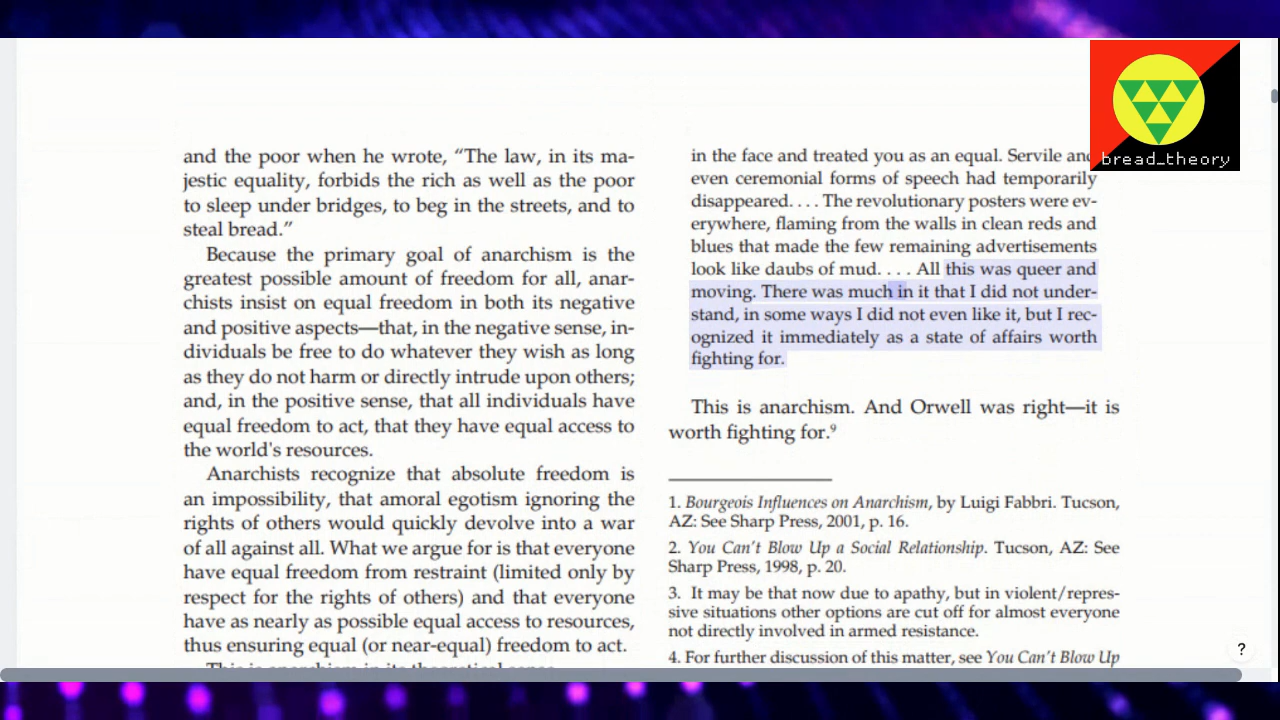 and the poor when he wrote, “The law, in its ma-
jestic equality, forbids the rich as well as the poor
to sleep under bridges, to beg in the streets, and to
steal bread.”
Because the primary goal of anarchism is the
greatest possible amount of freedom for all, anar-
chists insist on equal freedom in both its negative
and positive aspects—that, in the negative sense, in-
dividuals be free to do whatever they wish as long
as they do not harm or directly intrude upon others;
and, in the positive sense, that all individuals have
equal freedom to act, that they have equal access to
the world's resources.
Anarchists recognize that absolute freedom is
an impossibility, that amoral egotism ignoring the
rights of others would quickly devolve into a war
of all against all. What we argue for is that everyone
have equal freedom from restraint (limited only by
respect for the rights of others) and that everyone
have as nearly as possible equal access to resources,
thus ensuring equal (or near-equal) freedom to act.
This is anarchism in its theoretical sense.
in the face and treated you as an equal. Servile and
even ceremonial forms of speech had temporarily
disappeared. . . . The revolutionary posters were ev-
erywhere, flaming from the walls in clean reds and
blues that made the few remaining advertisements
look like daubs of mud. . . . All this was queer and
moving. There was much in it that I did not under-
stand, in some ways I did not even like it, but I rec-
ognized it immediately as a state of affairs worth
fighting for.
This is anarchism. And Orwell was right—it is
worth fighting for.⁹
1. Bourgeois Influences on Anarchism, by Luigi Fabbri. Tucson,
AZ: See Sharp Press, 2001, p. 16.
2. You Can’t Blow Up a Social Relationship. Tucson, AZ: See
Sharp Press, 1998, p. 20.
3. It may be that now due to apathy, but in violent/repres-
sive situations other options are cut off for almost everyone
not directly involved in armed resistance.
4. For further discussion of this matter, see You Can’t Blow Up
bread_theory
?